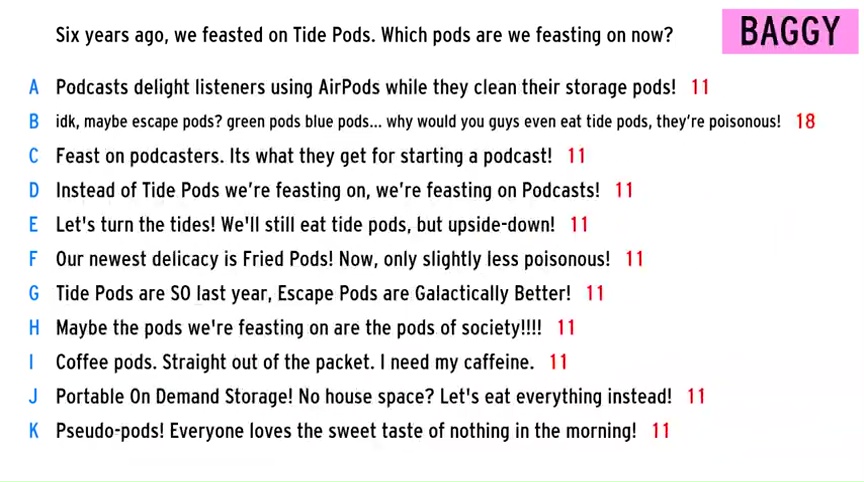 Six years ago, we feasted on Tide Pods. Which pods are we feasting on now?
BAGGY
A Podcasts delight listeners using AirPods while they clean their storage pods! 11
B idk, maybe escape pods? green pods blue pods... why would you guys even eat tide pods, they're poisonous! 18
C Feast on podcasters. Its what they get for starting a podcast! 11
D Instead of Tide Pods we're feasting on, we're feasting on Podcasts! 11
E Let's turn the tides! We'll still eat tide pods, but upside-down! 11
F Our newest delicacy is Fried Pods! Now, only slightly less poisonous! 11
G Tide Pods are SO last year, Escape Pods are Galactically Better! 11
H Maybe the pods we're feasting on are the pods of society!!!! 11
I Coffee pods. Straight out of the packet. I need my caffeine. 11
J Portable On Demand Storage! No house space? Let's eat everything instead! 11
K Pseudo-pods! Everyone loves the sweet taste of nothing in the morning! 11